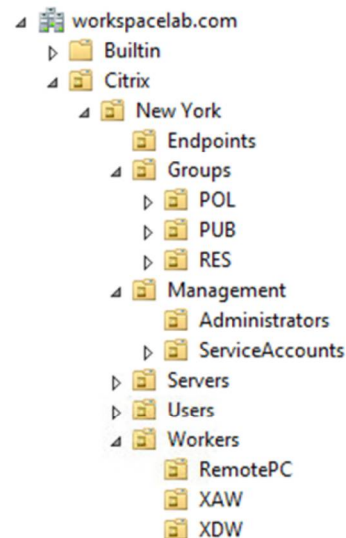 workspacelab.com
Builtin
Citrix
New York
Endpoints
Groups
POL
PUB
RES
Management
Administrators
ServiceAccounts
Servers
Users
Workers
RemotePC
XAW
XDW